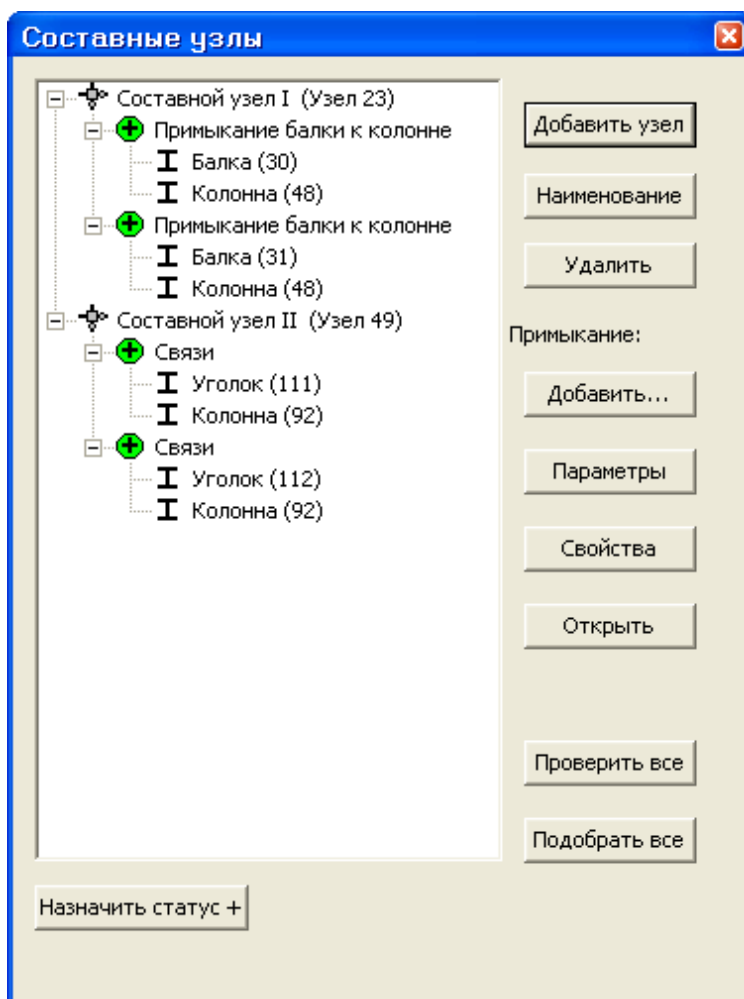 Составные узлы
Составной узел I (Узел 23)
Примыкание балки к колонне
Балка (30)
Колонна (48)
Примыкание балки к колонне
Балка (31)
Колонна (48)
Составной узел II (Узел 49)
Связи
Уголок (111)
Колонна (92)
Связи
Уголок (112)
Колонна (92)
Добавить узел
Наименование
Удалить
Примыкание:
Добавить...
Параметры
Свойства
Открыть
Проверить все
Подобрать все
Назначить статус +